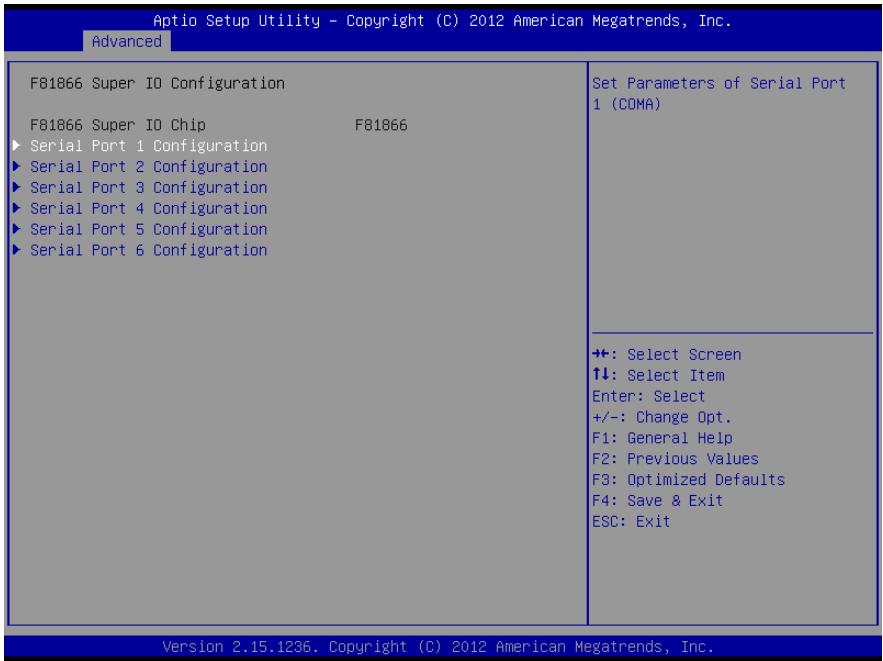 Aptio Setup Utility – Copyright (C) 2012 American Megatrends, Inc.
Advanced
F81866 Super IO Configuration
F81866 Super IO Chip F81866
▶ Serial Port 1 Configuration
▶ Serial Port 2 Configuration
▶ Serial Port 3 Configuration
▶ Serial Port 4 Configuration
▶ Serial Port 5 Configuration
▶ Serial Port 6 Configuration
Set Parameters of Serial Port
1 (COMA)
→←: Select Screen
↑↓: Select Item
Enter: Select
+/-: Change Opt.
F1: General Help
F2: Previous Values
F3: Optimized Defaults
F4: Save & Exit
ESC: Exit
Version 2.15.1236. Copyright (C) 2012 American Megatrends, Inc.